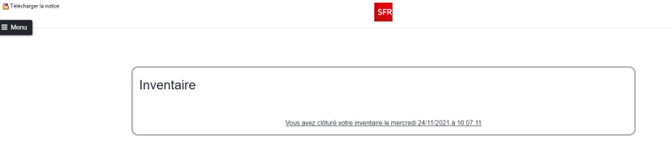 Télécharger la notice
SFR
Menu
Inventaire
Vous avez clôturé votre inventaire le mercredi 24/11/2021 à 16:07:11